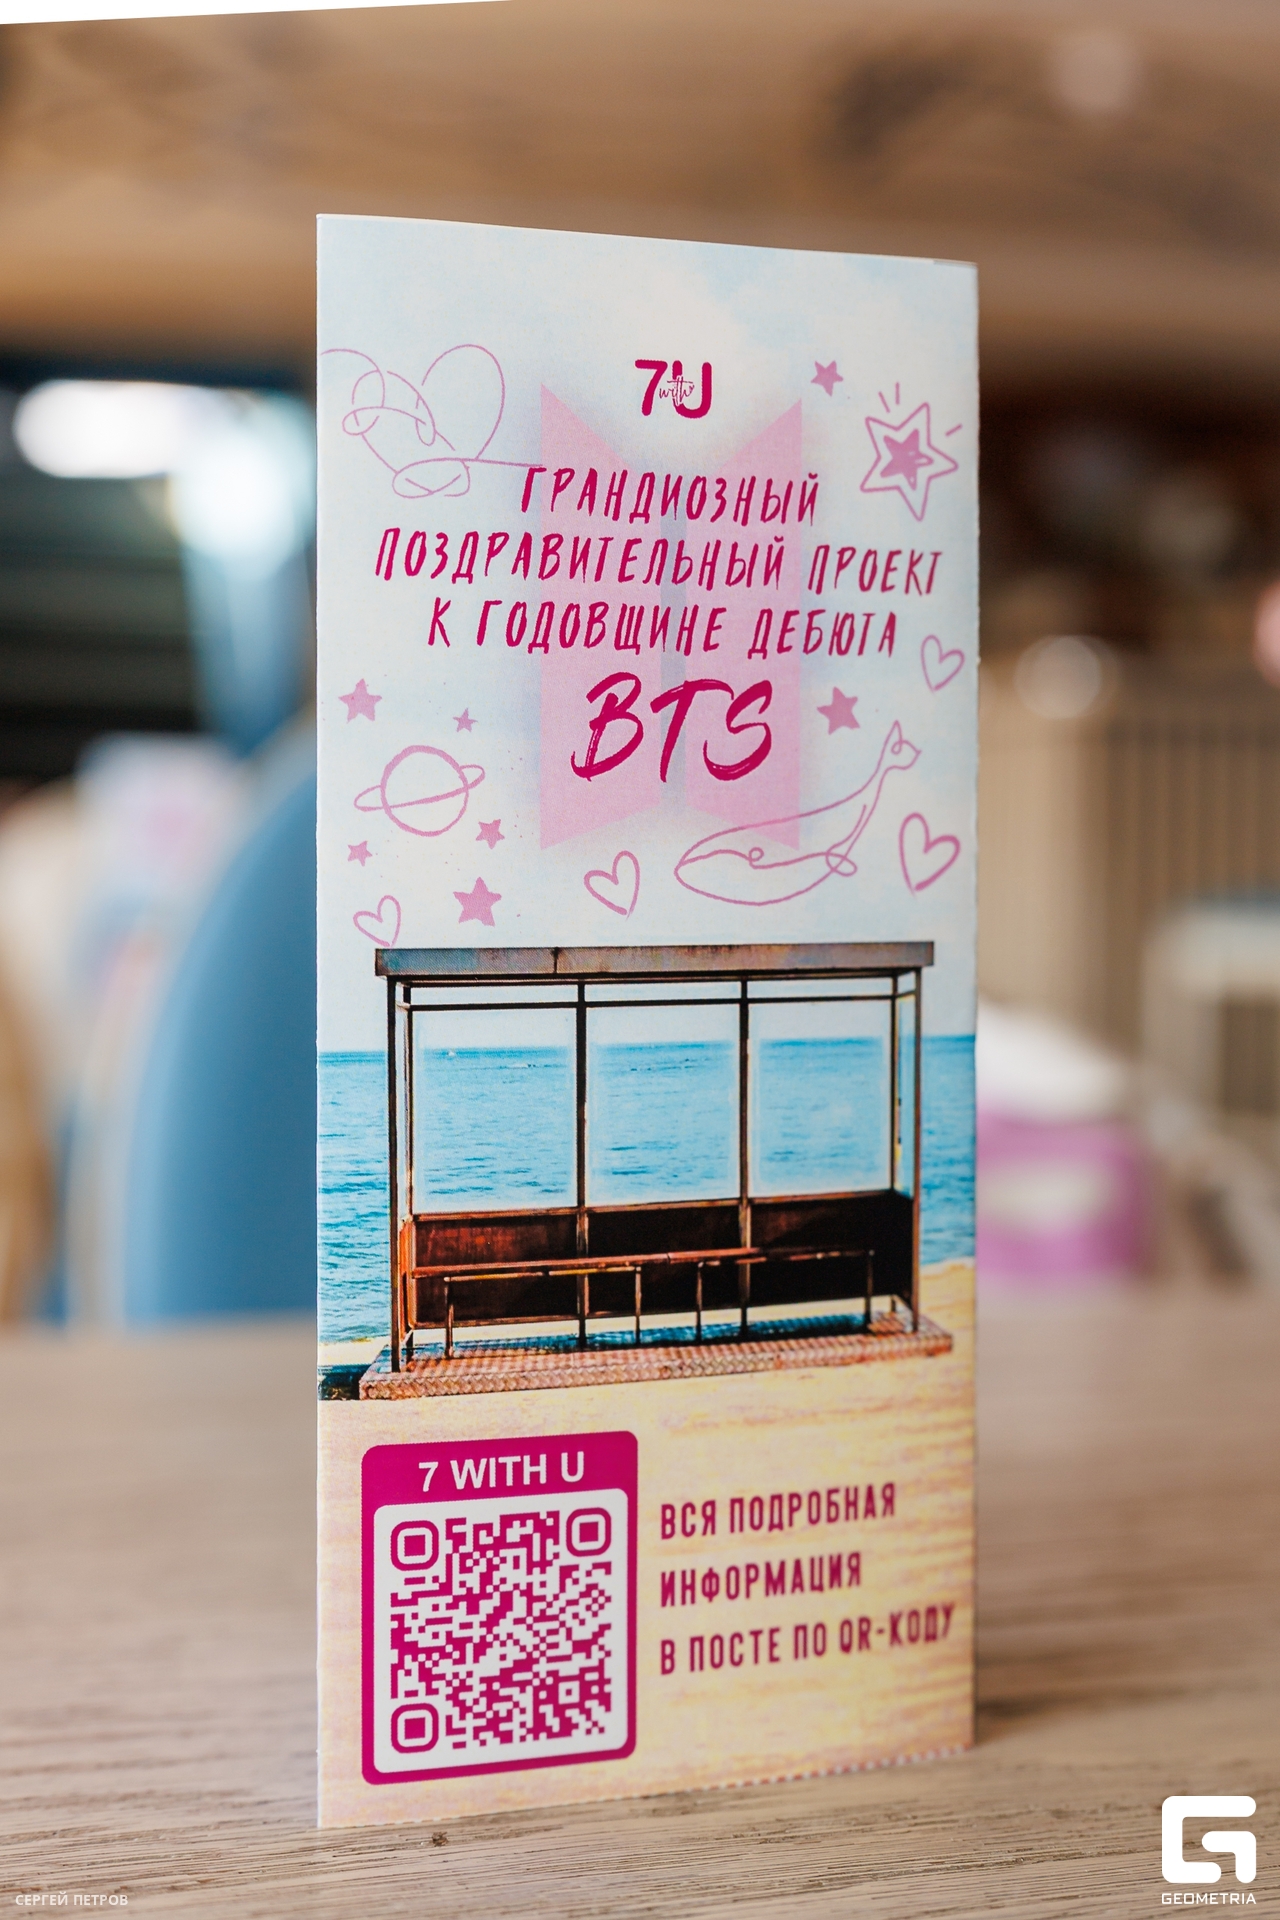 7 with U
ГРАНДИОЗНЫЙ
ПОЗДРАВИТЕЛЬНЫЙ ПРОЕКТ
К ГОДОВЩИНЕ ДЕБЮТА
BTS
7 WITH U
ВСЯ ПОДРОБНАЯ
ИНФОРМАЦИЯ
В ПОСТЕ ПО QR-КОДУ
СЕРГЕЙ ПЕТРОВ
GEOMETRIA